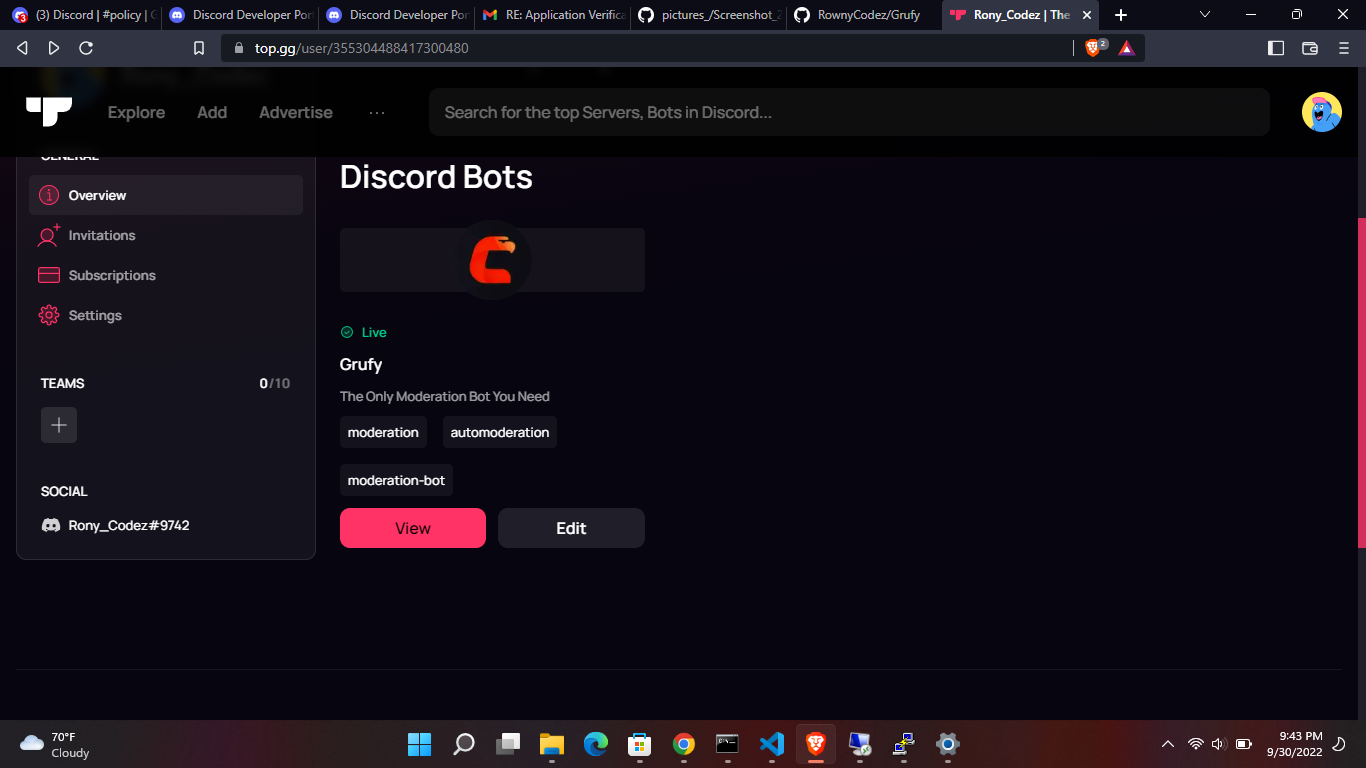 (3) Discord | #policy |
Discord Developer Por
Discord Developer Por
RE: Application Verifica
pictures_/Screenshot_2
RownyCodez/Grufy
Rony_Codez | The
top.gg/user/355304488417300480
2
Explore
Add
Advertise
Search for the top Servers, Bots in Discord...
GENERAL
Overview
Invitations
Subscriptions
Settings
TEAMS 0/10
SOCIAL
Rony_Codez#9742
Discord Bots
Live
Grufy
The Only Moderation Bot You Need
moderation automoderation
moderation-bot
View Edit
70°F
Cloudy
9:43 PM
9/30/2022